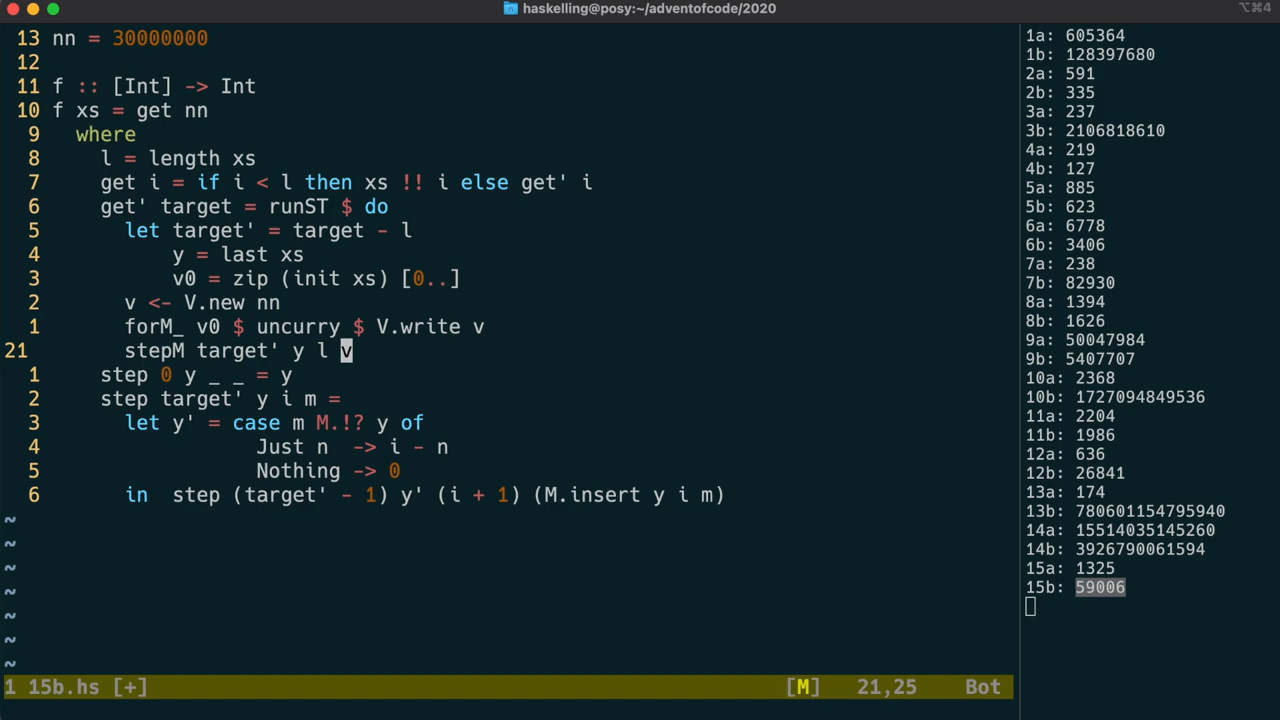 haskelling@posy:~/adventofcode/2020
⌥⌘4
13 nn = 30000000
12
11 f :: [Int] -> Int
10 f xs = get nn
9 where
8 l = length xs
7 get i = if i < l then xs !! i else get' i
6 get' target = runST $ do
5 let target' = target - l
4 y = last xs
3 v0 = zip (init xs) [0..]
2 v <- V.new nn
1 forM_ v0 $ uncurry $ V.write v
21 stepM target' y l v
1 step 0 y _ _ = y
2 step target' y i m =
3 let y' = case m M.!? y of
4 Just n -> i - n
5 Nothing -> 0
6 in step (target' - 1) y' (i + 1) (M.insert y i m)
~
~
~
~
~
~
~
1 15b.hs [+] [M] 21,25 Bot
1a: 605364
1b: 128397680
2a: 591
2b: 335
3a: 237
3b: 2106818610
4a: 219
4b: 127
5a: 885
5b: 623
6a: 6778
6b: 3406
7a: 238
7b: 82930
8a: 1394
8b: 1626
9a: 50047984
9b: 5407707
10a: 2368
10b: 1727094849536
11a: 2204
11b: 1986
12a: 636
12b: 26841
13a: 174
13b: 780601154795940
14a: 15514035145260
14b: 3926790061594
15a: 1325
15b: 59006